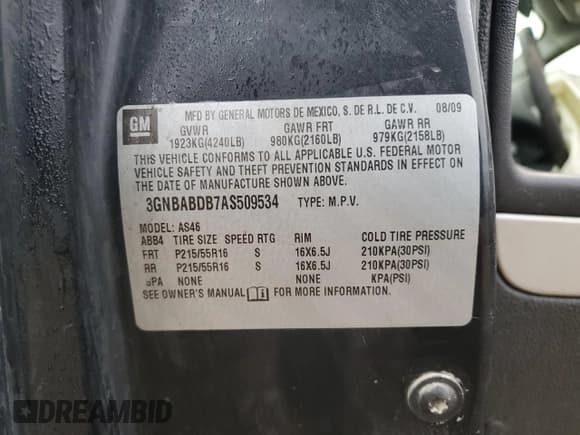 GM
MFD BY GENERAL MOTORS DE MEXICO, S. DE R.L. DE C.V. 08/09
GVWR GAWR FRT GAWR RR
1923KG(4240LB) 980KG(2160LB) 979KG(2158LB)
THIS VEHICLE CONFORMS TO ALL APPLICABLE U.S. FEDERAL MOTOR
VEHICLE SAFETY AND THEFT PREVENTION STANDARDS IN EFFECT ON
THE DATE OF MANUFACTURE SHOWN ABOVE.
3GNBABDB7AS509534 TYPE: M.P.V.
MODEL: AS46
ABB4 TIRE SIZE SPEED RTG RIM COLD TIRE PRESSURE
FRT P215/55R16 S 16X6.5J 210KPA(30PSI)
RR P215/55R16 S 16X6.5J 210KPA(30PSI)
SPA NONE NONE KPA(PSI)
SEE OWNER'S MANUAL FOR MORE INFORMATION.
DREAMBID